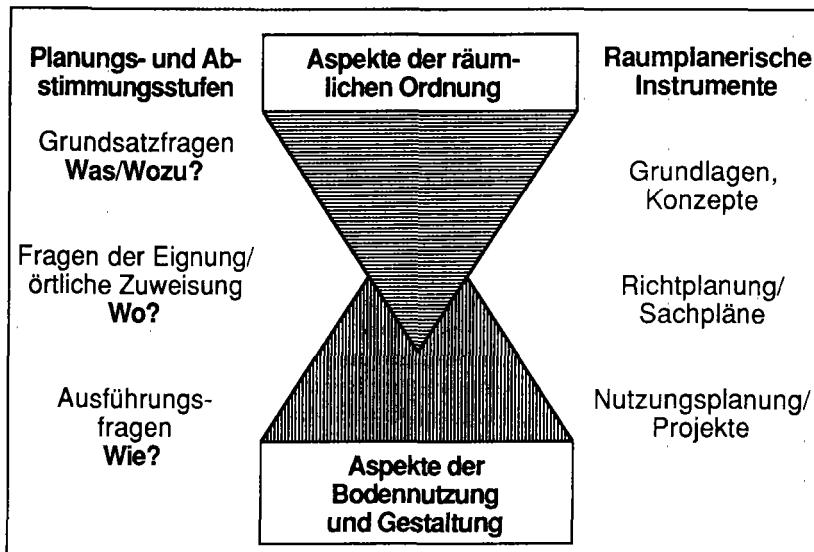 Planungs- und Ab-
stimmungsstufen
Grundsatzfragen
Was/Wozu?
Fragen der Eignung/
örtliche Zuweisung
Wo?
Ausführungs-
fragen
Wie?
Aspekte der räum-
lichen Ordnung
Aspekte der
Bodennutzung
und Gestaltung
Raumplanerische
Instrumente
Grundlagen,
Konzepte
Richtplanung/
Sachpläne
Nutzungsplanung/
Projekte